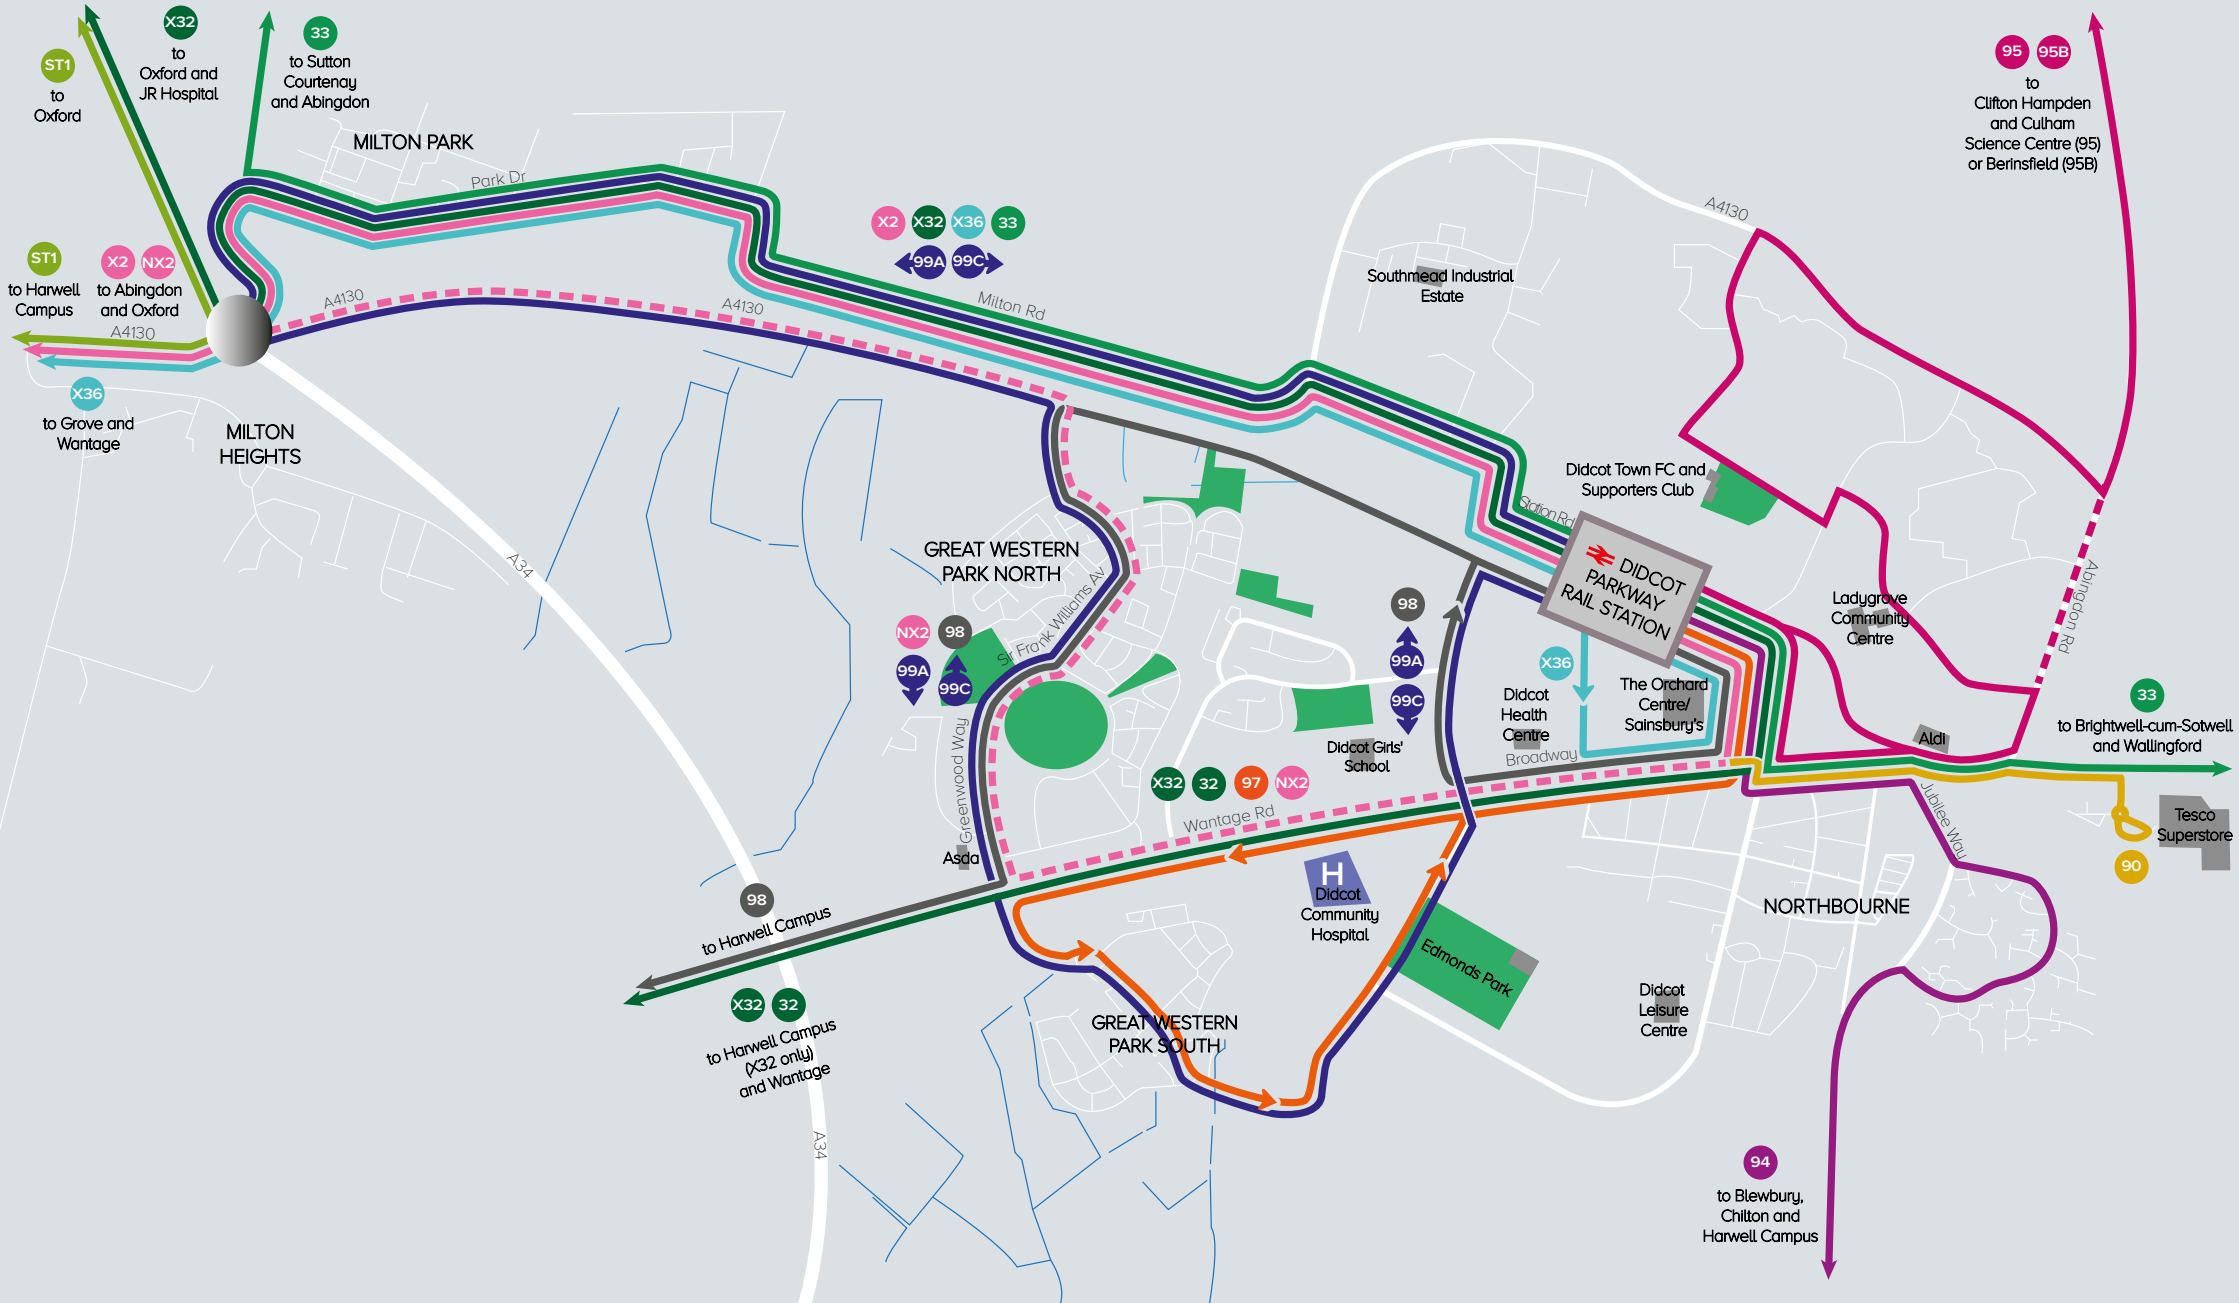 X32
to
Oxford and
JR Hospital
33
to Sutton
Courtenay
and Abingdon
ST1
to
Oxford
MILTON PARK
Park Dr
95 95B
to
Clifton Hampden
and Culham
Science Centre (95)
or Berinsfield (95B)
A4130
X2 X32 X36 33
99A 99C
ST1
to Harwell
Campus
X2 NX2
to Abingdon
and Oxford
A4130
A4130
A4130
Milton Rd
Southmead Industrial
Estate
X36
to Grove and
Wantage
MILTON
HEIGHTS
A34
Didcot Town FC and
Supporters Club
Station Rd
DIDCOT
PARKWAY
RAIL STATION
GREAT WESTERN
PARK NORTH
Sir Frank Williams Av
NX2 98
99A
99C
Greenwood Way
98
99A
99C
X36
Didcot
Health
Centre
The Orchard
Centre/
Sainsbury's
Ladygrove
Community
Centre
Abingdon Rd
33
to Brightwell-cum-Sotwell
and Wallingford
Aldi
Didcot Girls'
School
Broadway
X32 32 97 NX2
Wantage Rd
Asda
Jubilee Way
Tesco
Superstore
90
H
Didcot
Community
Hospital
Edmonds Park
NORTHBOURNE
98
to Harwell Campus
X32 32
to Harwell Campus
(X32 only)
and Wantage
GREAT WESTERN
PARK SOUTH
Didcot
Leisure
Centre
A34
94
to Blewbury,
Chilton and
Harwell Campus